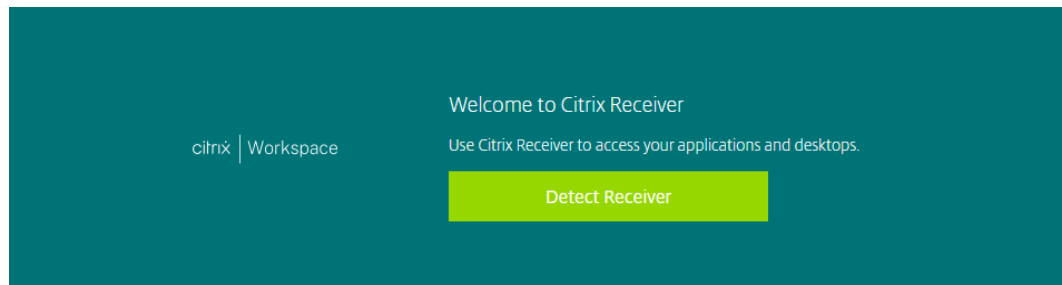 Welcome to Citrix Receiver
citrix | Workspace
Use Citrix Receiver to access your applications and desktops.
Detect Receiver